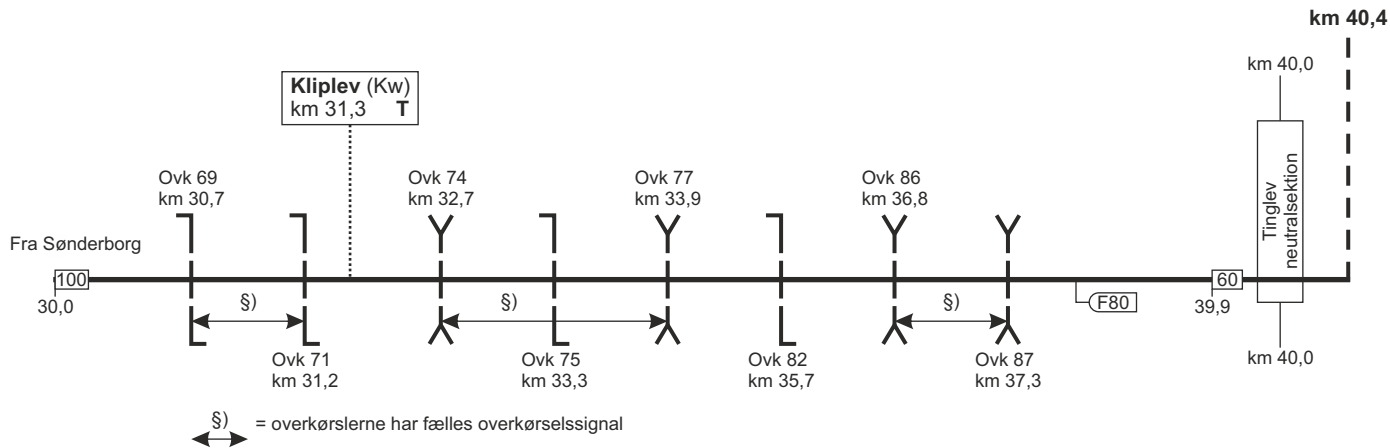 km 40,4
km 40,0
Kliplev (Kw)
km 31,3 T
Ovk 69
km 30,7
Ovk 74
km 32,7
Ovk 77
km 33,9
Ovk 86
km 36,8
Tinglev
neutralsektion
Fra Sønderborg
100
30,0
§)
§)
§)
F80
60
39,9
km 40,0
Ovk 71
km 31,2
Ovk 75
km 33,3
Ovk 82
km 35,7
Ovk 87
km 37,3
§) = overkørslerne har fælles overkørselssignal